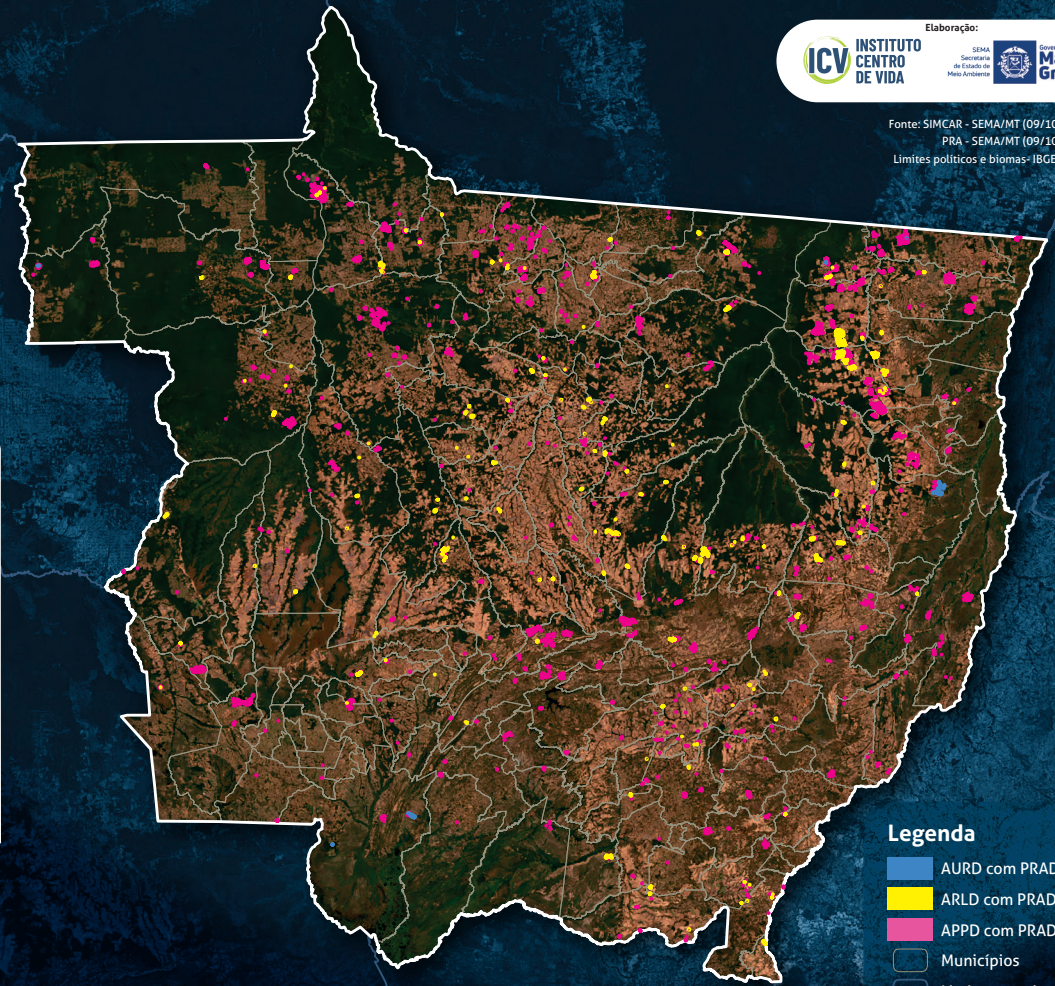 Elaboração:
ICV INSTITUTO
CENTRO
DE VIDA
SEMA
Secretaria
de Estado de
Meio Ambiente
Fonte: SIMCAR - SEMA/MT (09/10
PRA - SEMA/MT (09/10
Limites políticos e biomas- IBGE
Legenda
AURD com PRAD
ARLD com PRAD
APPD com PRAD
Municípios